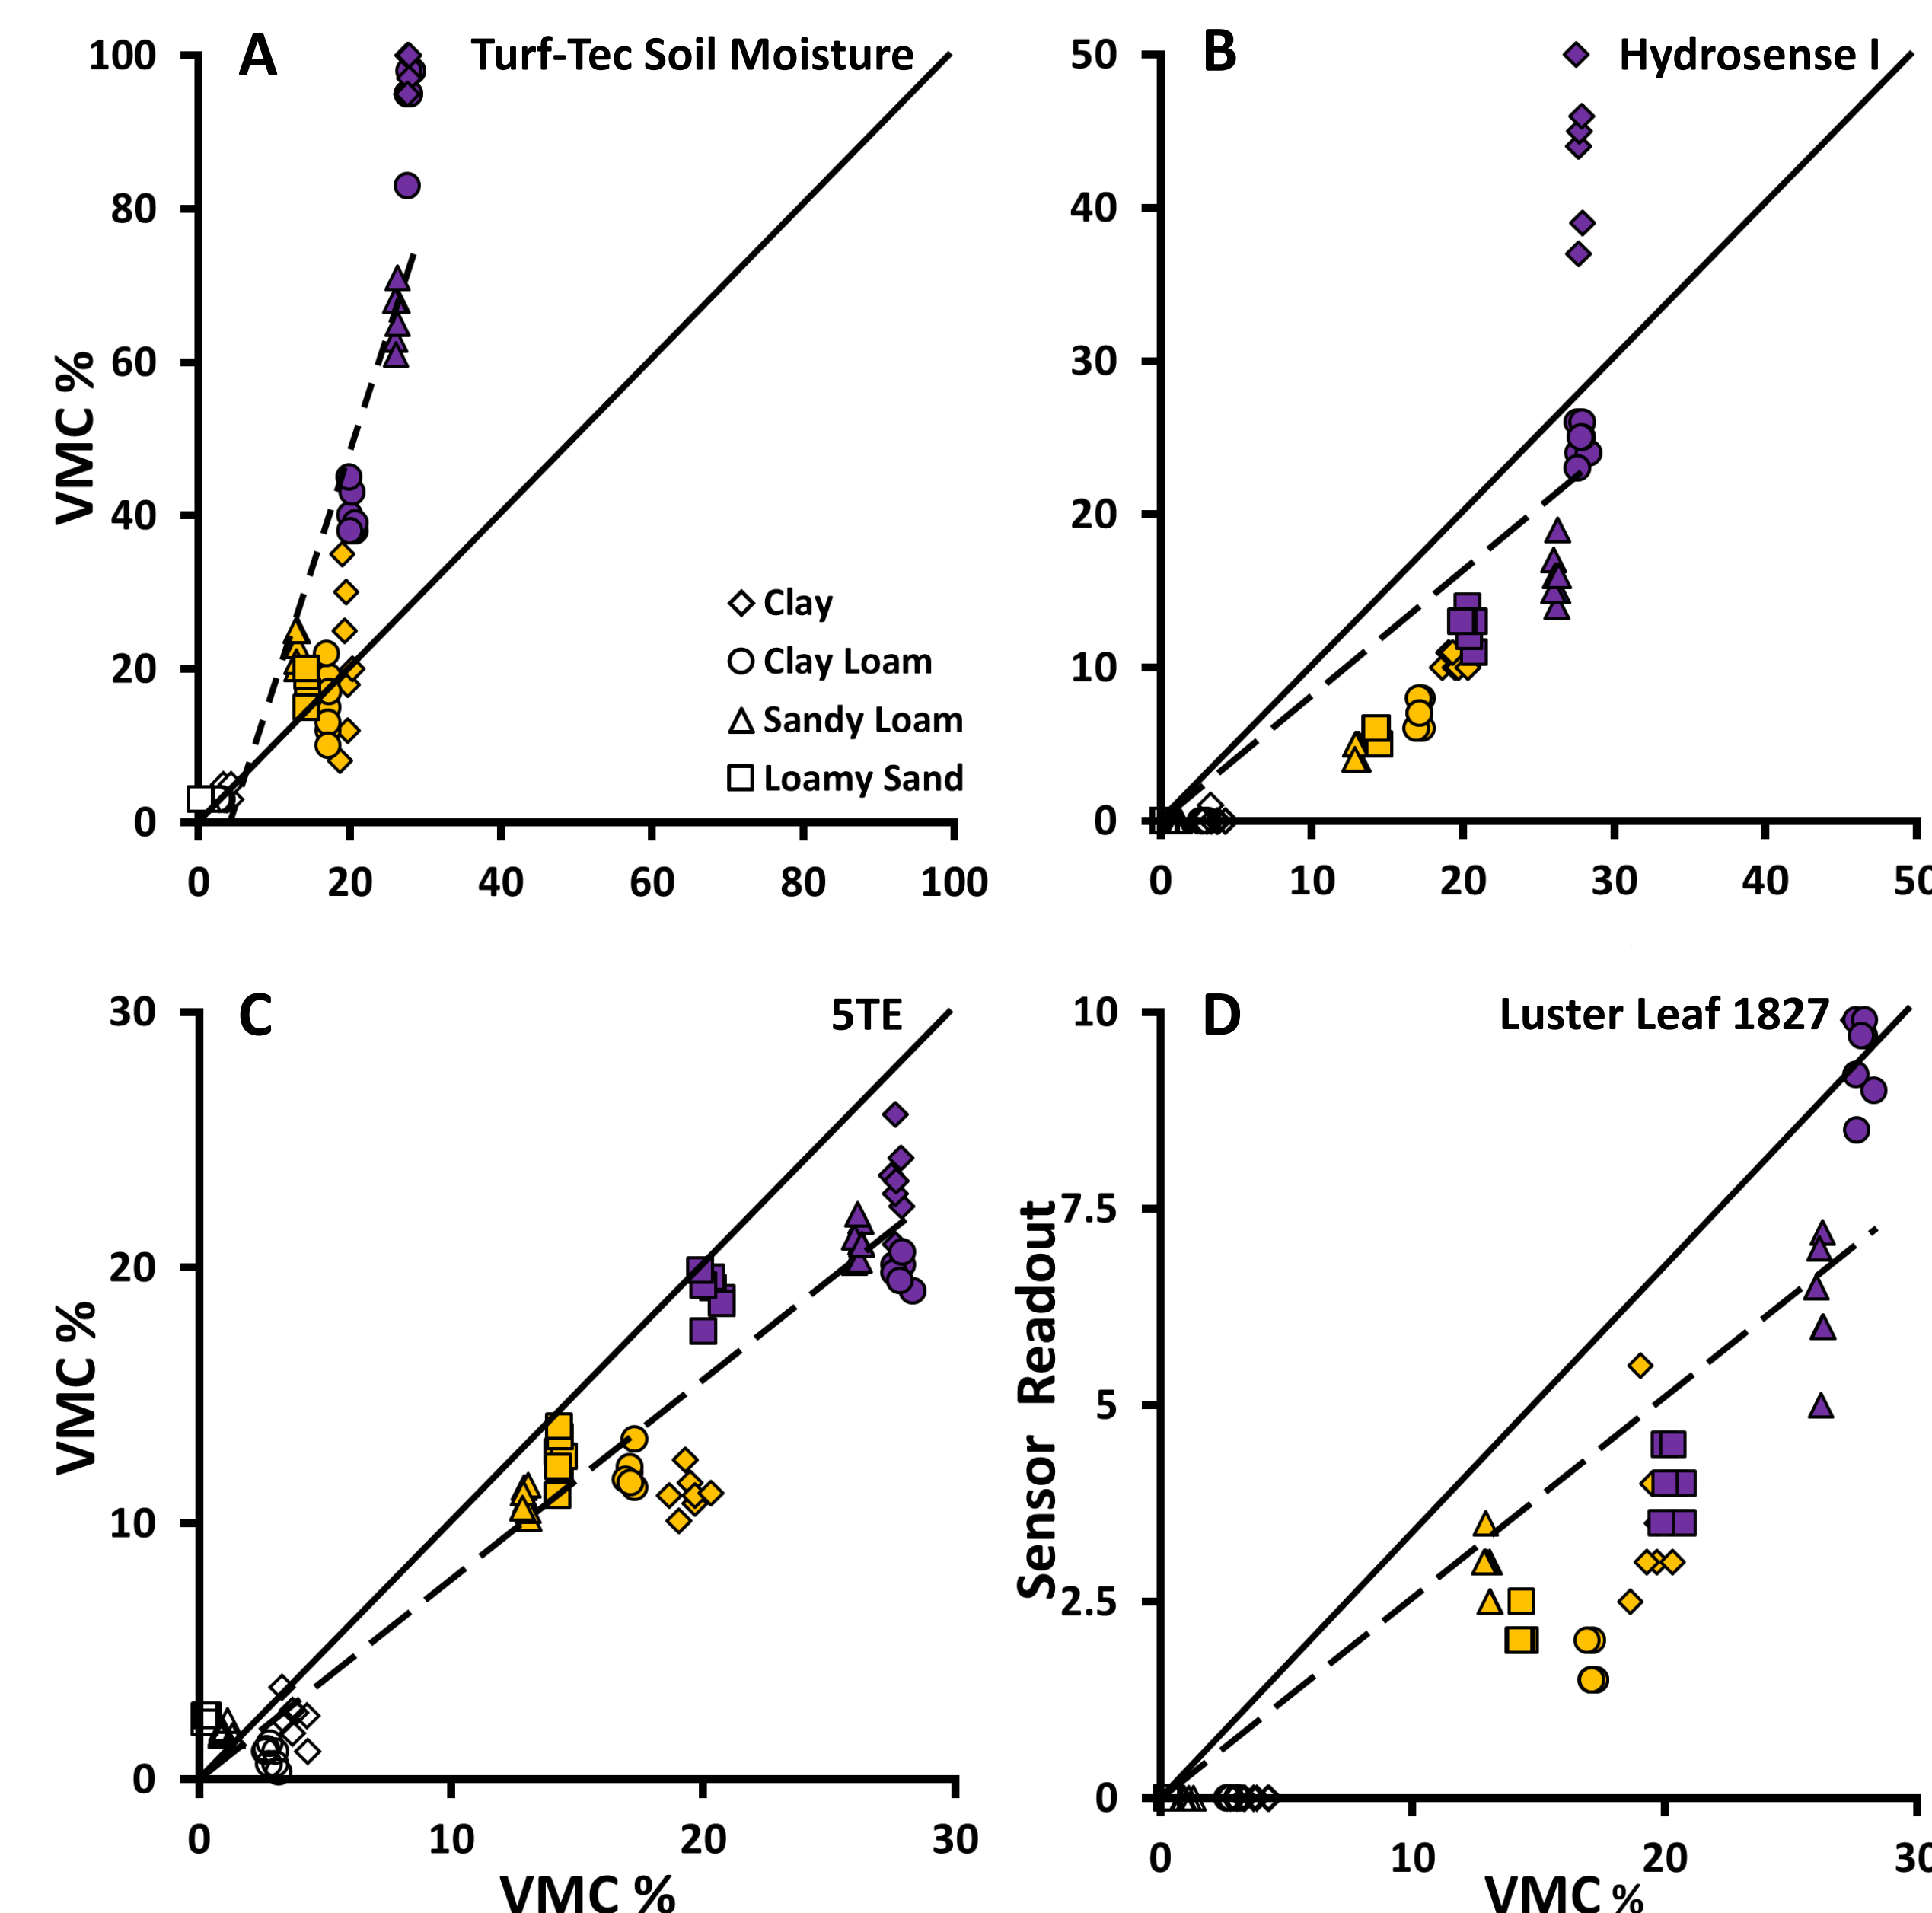 A Turf-Tec Soil Moisture
VMC %
100
80
60
40
20
0
0 20 40 60 80 100
Clay
Clay Loam
Sandy Loam
Loamy Sand
B Hydrosense I
50
40
30
20
10
0
0 10 20 30 40 50
C 5TE
VMC %
30
20
10
0
0 10 20 30
VMC %
D Luster Leaf 1827
Sensor Readout
10
7.5
5
2.5
0
0 10 20 30
VMC %